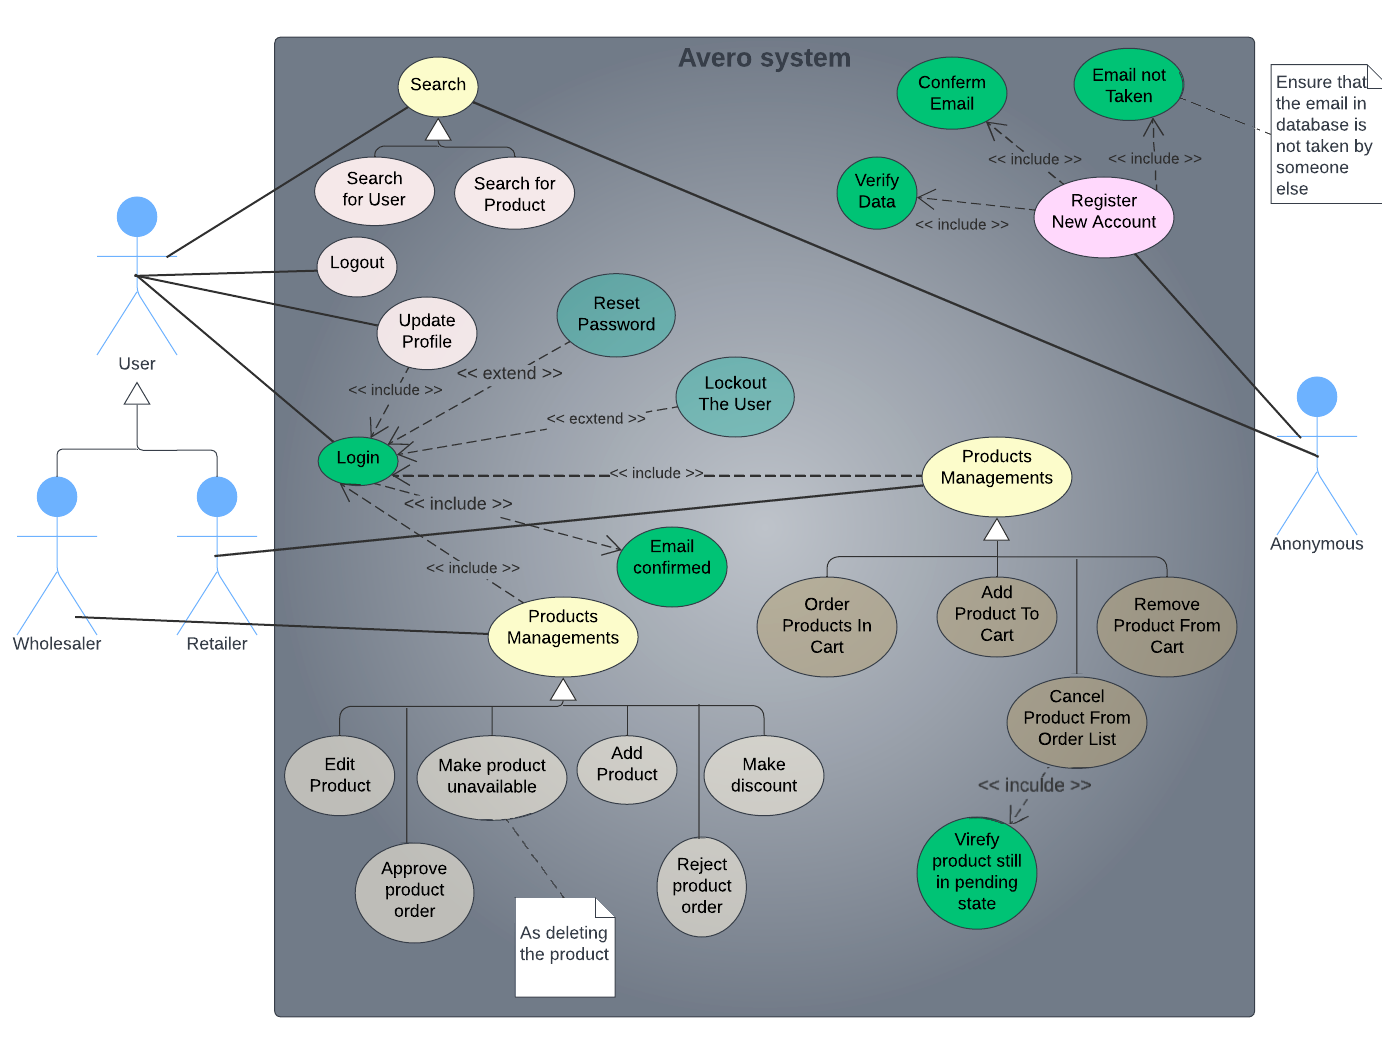 Avero system
Search
Conferm
Email
Email not
Taken
Ensure that
the email in
database is
not taken by
someone
else
<< include >>
<< include >>
Search
for User
Search for
Product
Verify
Data
Register
New Account
<< include >>
Logout
Update
Profile
Reset
Password
User
<< extend >>
<< include >>
Lockout
The User
<< ecxtend >>
Login
<< include >>
Products
Managements
<< include >>
Email
confirmed
Anonymous
<< include >>
Products
Managements
Order
Products In
Cart
Add
Product To
Cart
Remove
Product From
Cart
Wholesaler
Retailer
Cancel
Product From
Order List
Edit
Product
Make product
unavailable
Add
Product
Make
discount
<< inculde >>
Approve
product
order
Reject
product
order
Virefy
product still
in pending
state
As deleting
the product